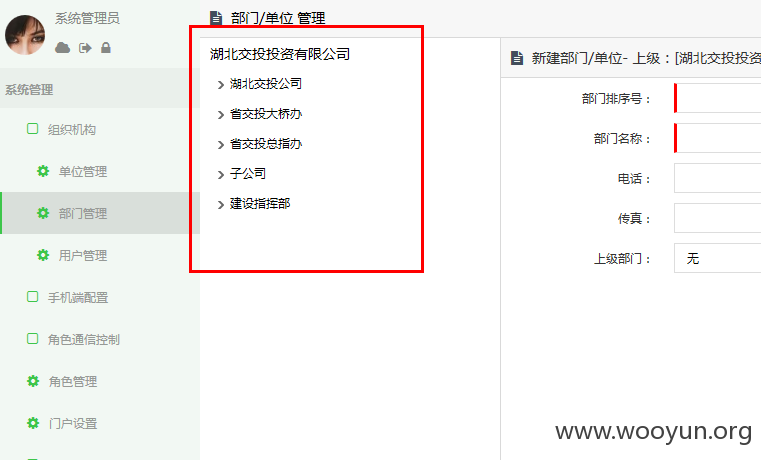 系统管理员
系统管理
组织机构
单位管理
部门管理
用户管理
手机端配置
角色通信控制
角色管理
门户设置
部门/单位 管理
湖北交投投资有限公司
湖北交投公司
省交投大桥办
省交投总指办
子公司
建设指挥部
新建部门/单位- 上级：[湖北交投投资
部门排序号：
部门名称：
电话：
传真：
上级部门： 无
www.wooyun.org